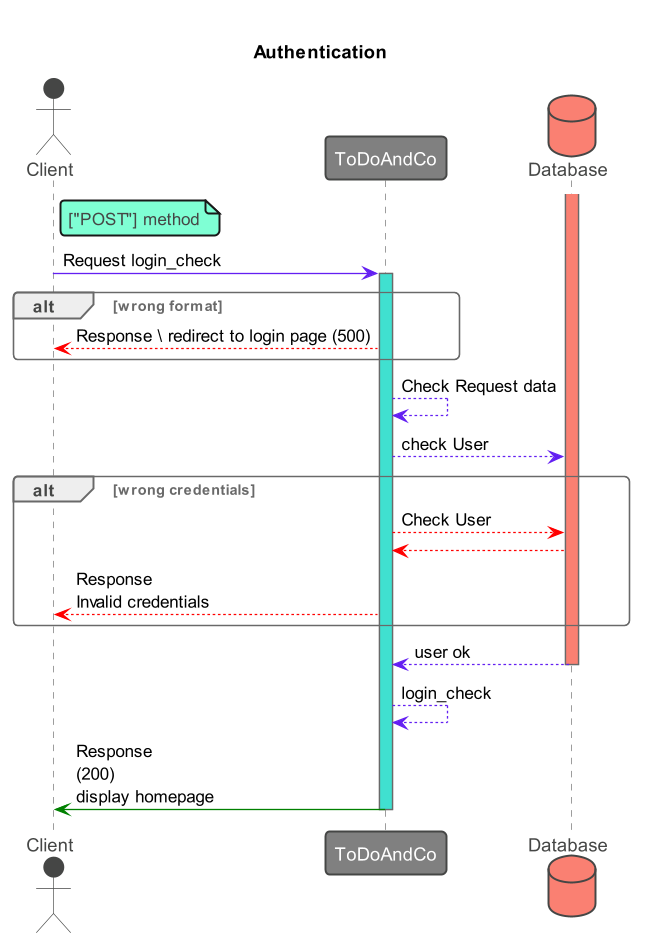 Authentication
Client
ToDoAndCo
Database
["POST"] method
Request login_check
alt [wrong format]
Response \ redirect to login page (500)
Check Request data
check User
alt [wrong credentials]
Check User
Response
Invalid credentials
user ok
login_check
Response
(200)
display homepage
Client
ToDoAndCo
Database